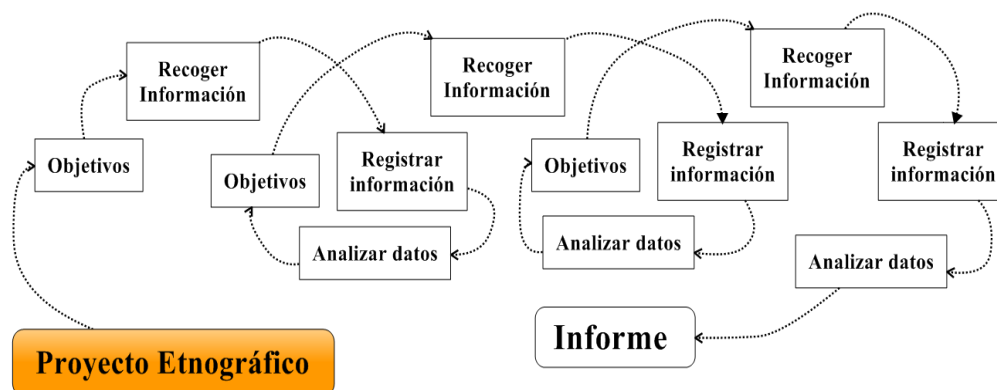 Recoger
Información
Recoger
Información
Recoger
Información
Objetivos
Registrar
información
Objetivos
Registrar
información
Objetivos
Registrar
información
Analizar datos
Analizar datos
Analizar datos
Proyecto Etnográfico
Informe